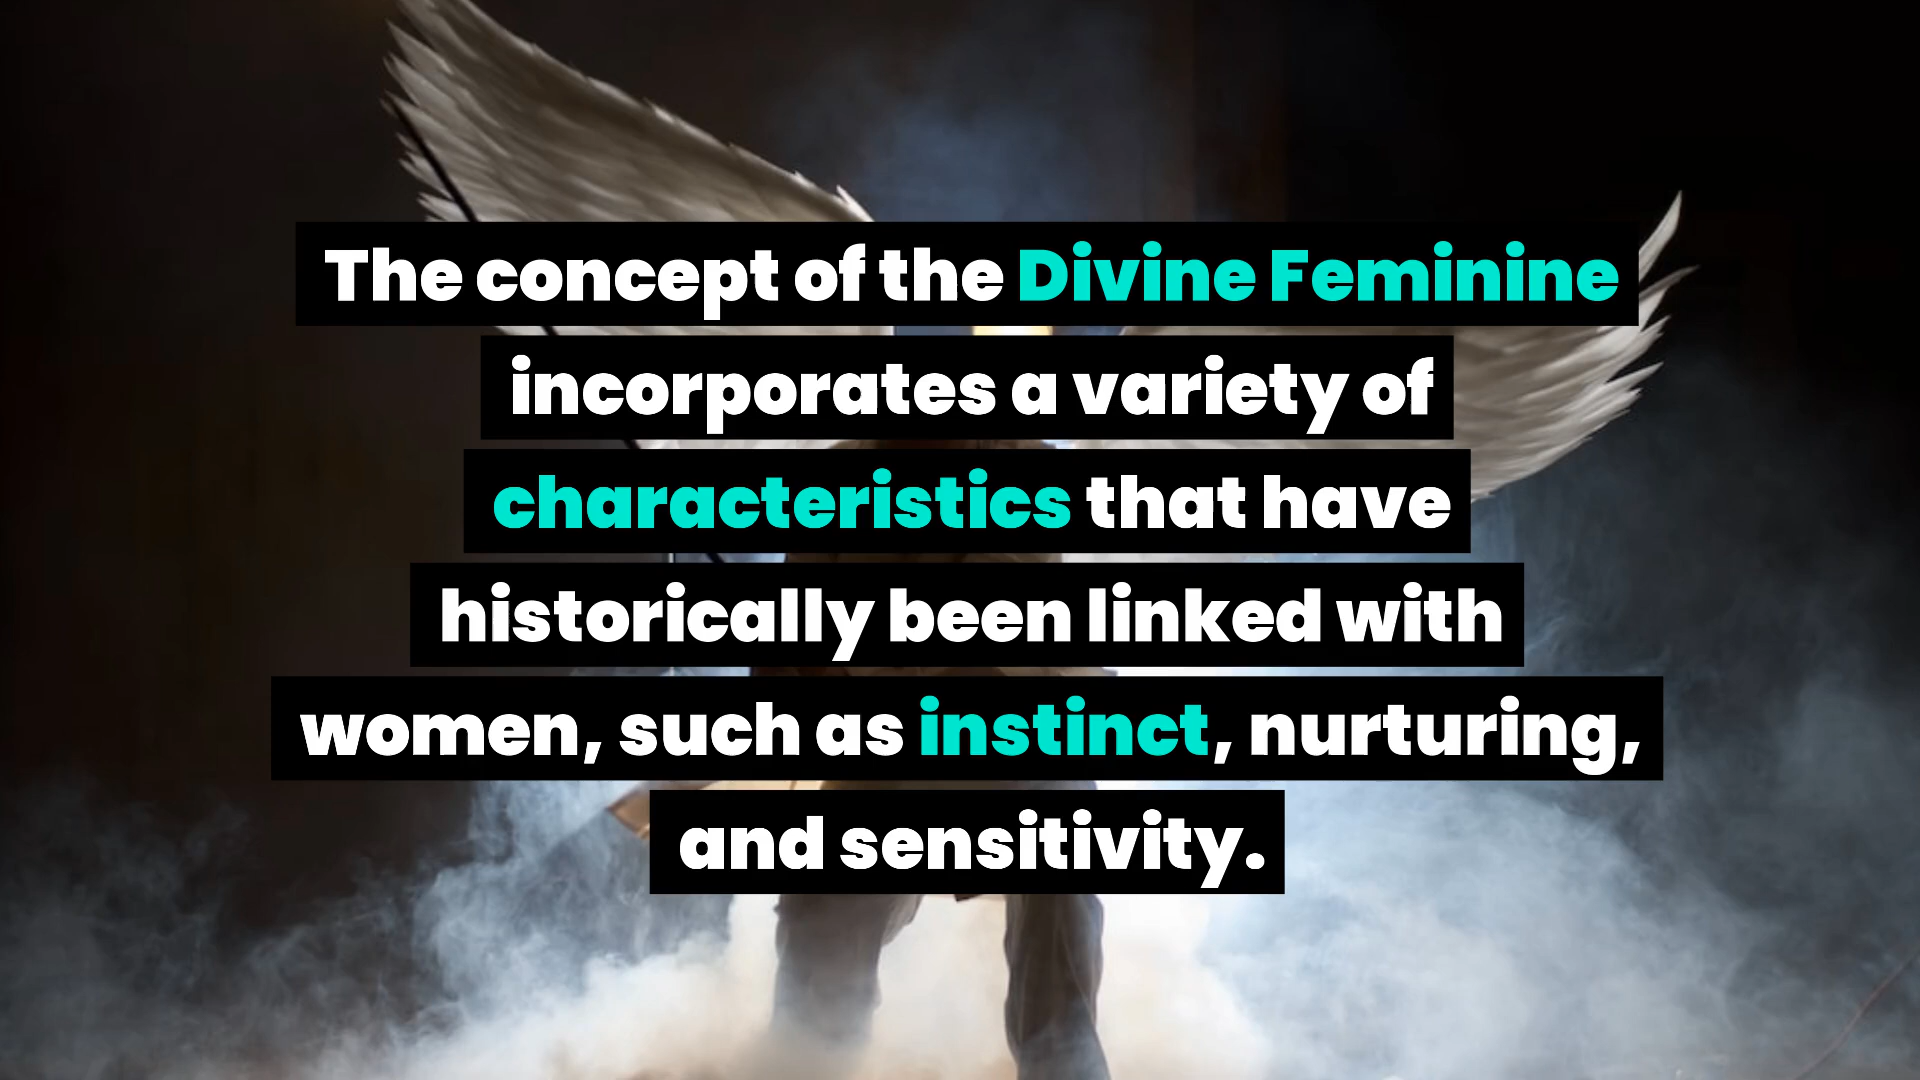 The concept of the Divine Feminine
incorporates a variety of
characteristics that have
historically been linked with
women, such as instinct, nurturing,
and sensitivity.